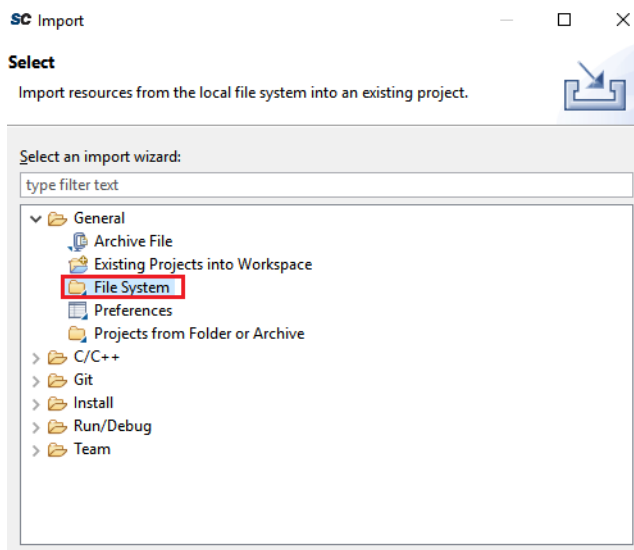 SC Import
Select
Import resources from the local file system into an existing project.
Select an import wizard:
type filter text
General
Archive File
Existing Projects into Workspace
File System
Preferences
Projects from Folder or Archive
C/C++
Git
Install
Run/Debug
Team